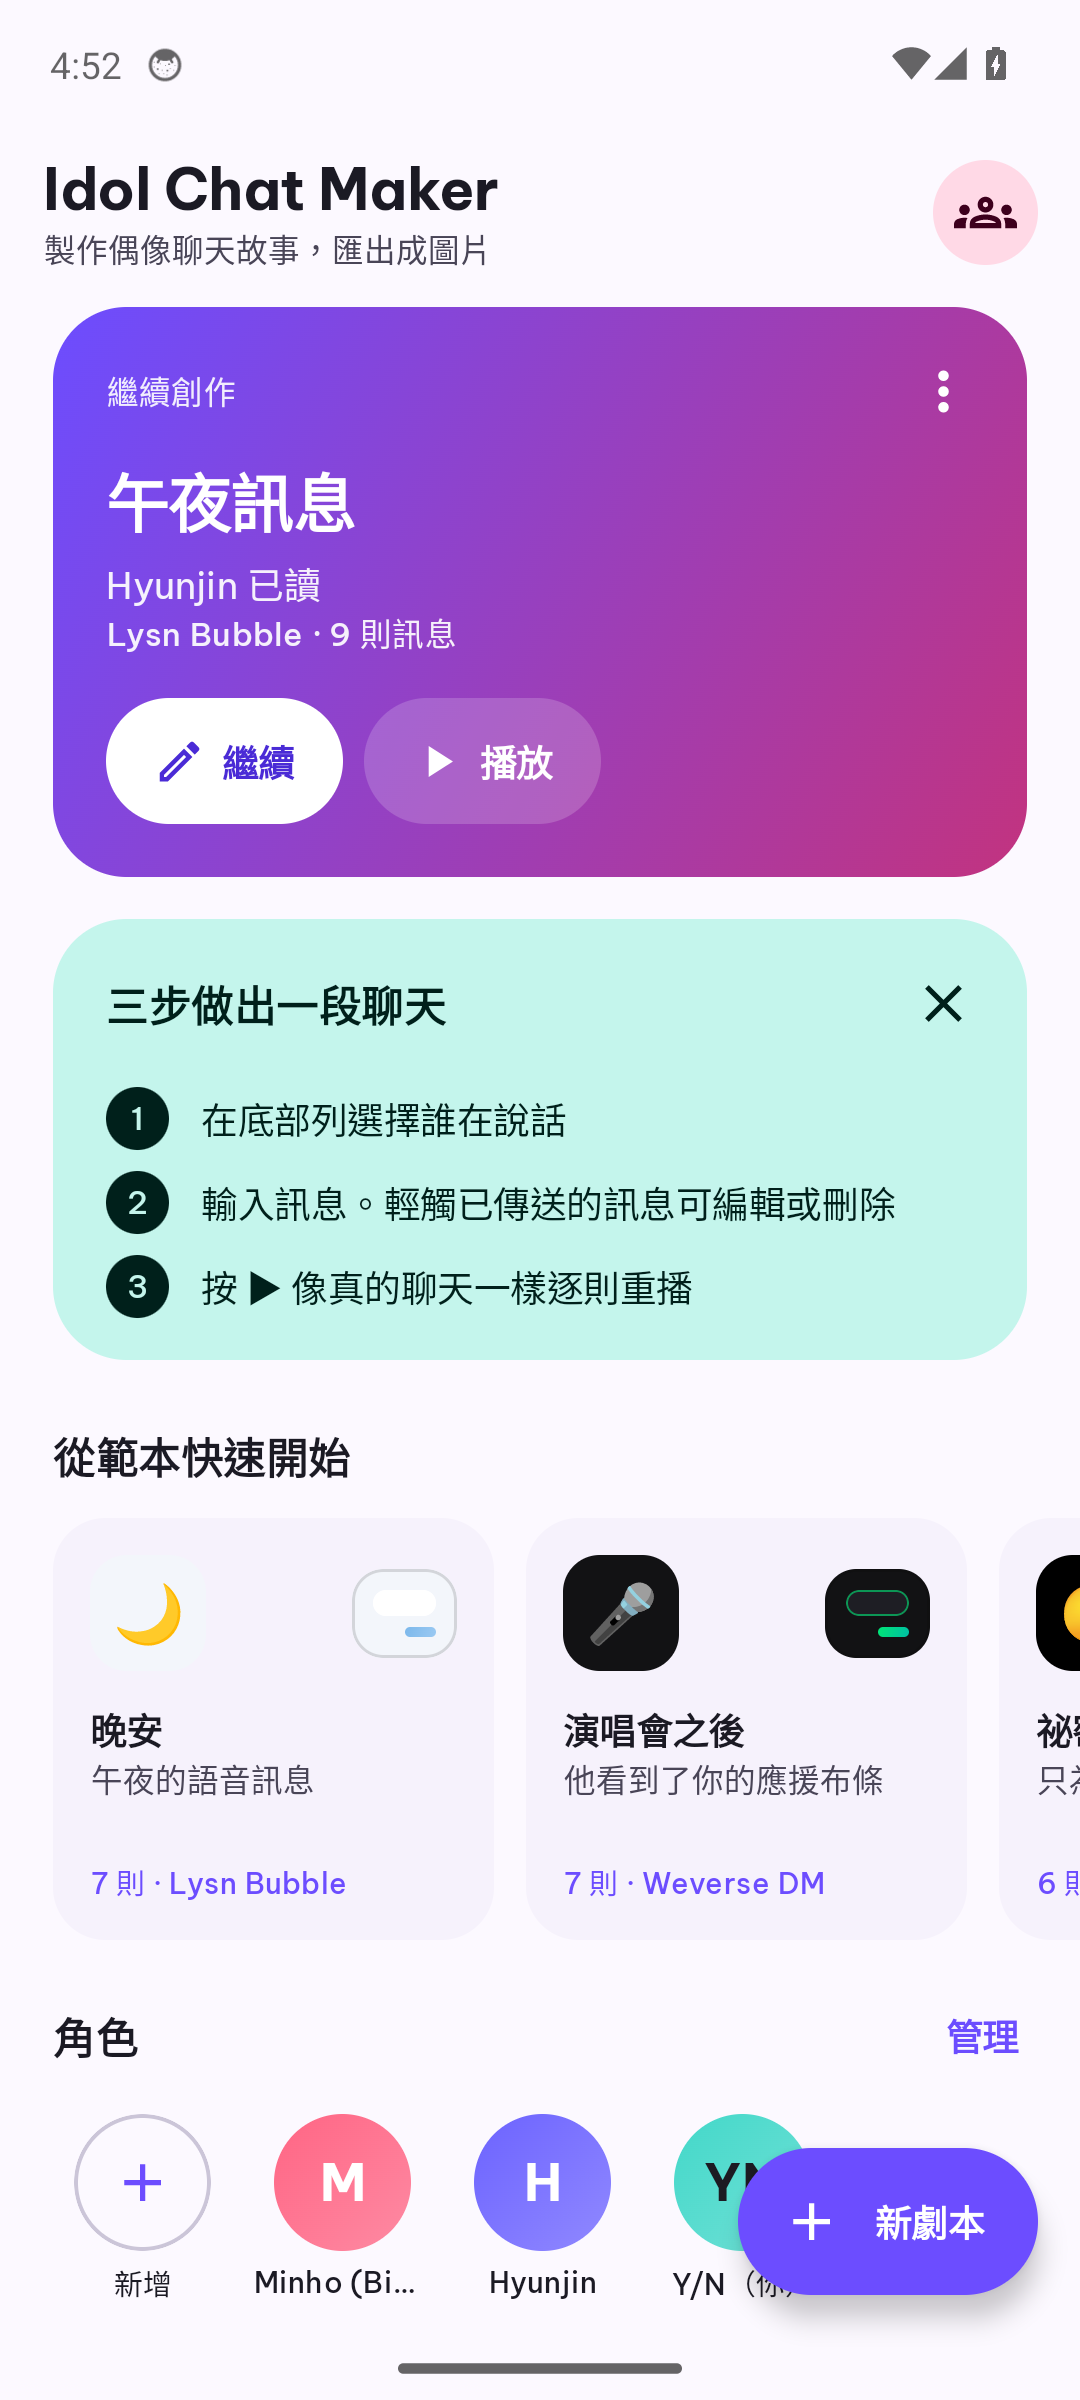 4:52
Idol Chat Maker
製作偶像聊天故事，匯出成圖片
繼續創作
午夜訊息
Hyunjin 已讀
Lysn Bubble · 9 則訊息
繼續
播放
三步做出一段聊天
1 在底部列選擇誰在說話
2 輸入訊息。輕觸已傳送的訊息可編輯或刪除
3 按 ▶ 像真的聊天一樣逐則重播
從範本快速開始
晚安
午夜的語音訊息
7 則 · Lysn Bubble
演唱會之後
他看到了你的應援布條
7 則 · Weverse DM
只
6
角色
管理
M
H
新增
Minho (Bi...
Hyunjin
Y/N（你）
新劇本